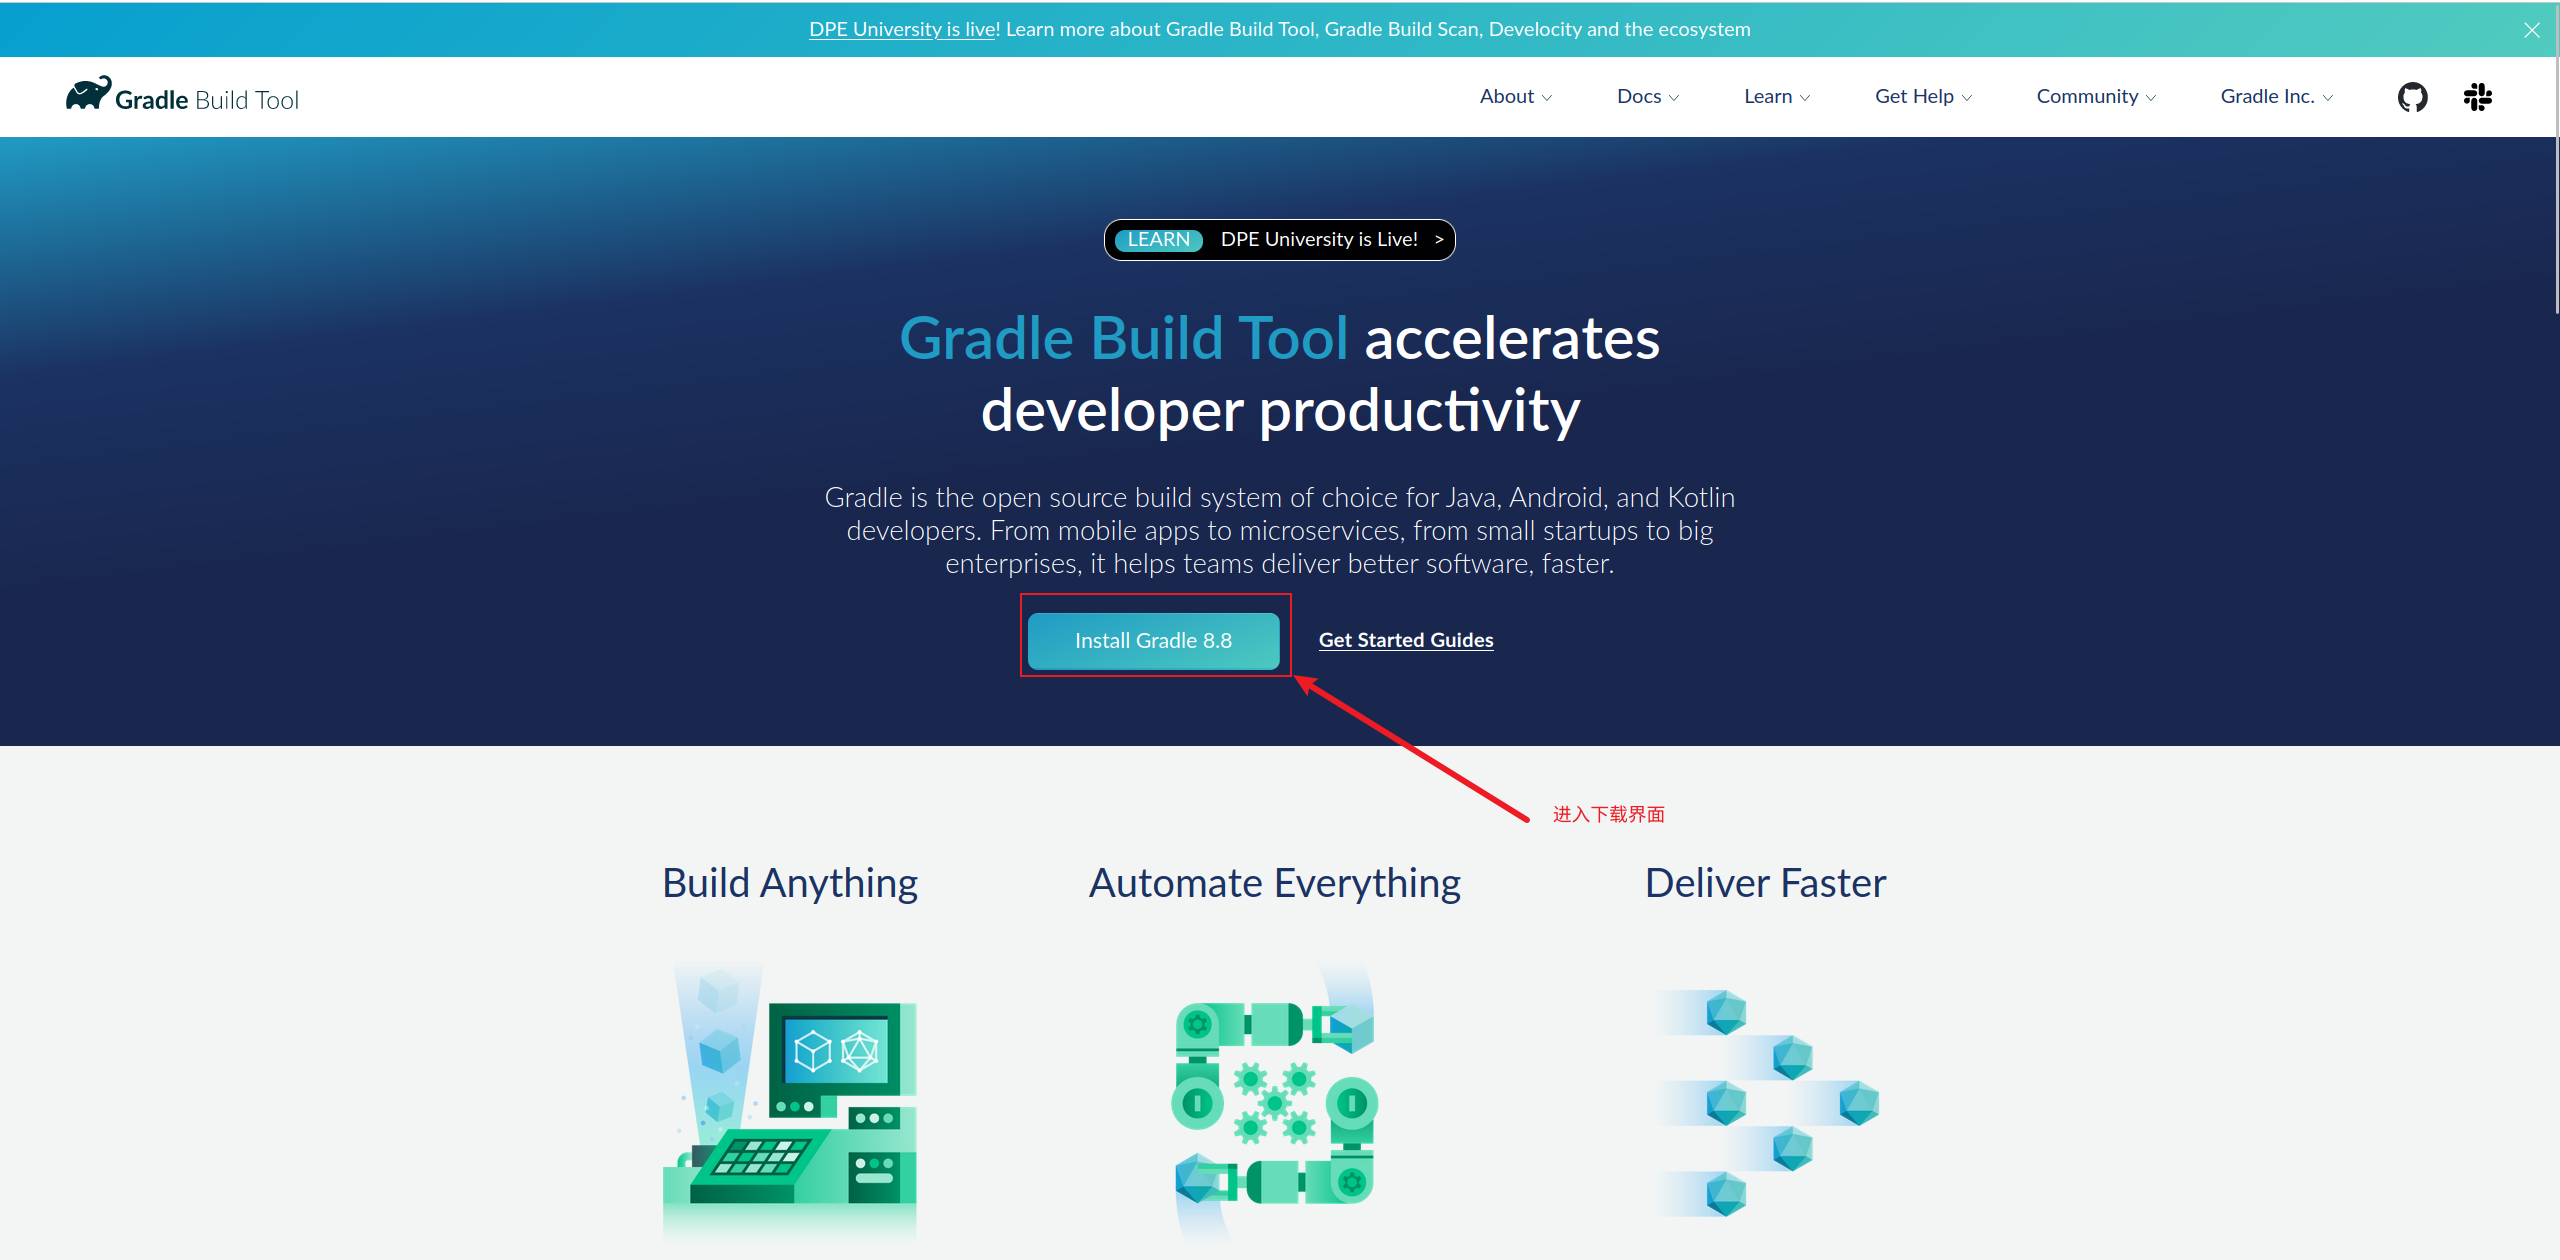 DPE University is live! Learn more about Gradle Build Tool, Gradle Build Scan, Develocity and the ecosystem
Gradle Build Tool
About
Docs
Learn
Get Help
Community
Gradle Inc.
LEARN DPE University is Live! >
Gradle Build Tool accelerates
developer productivity
Gradle is the open source build system of choice for Java, Android, and Kotlin
developers. From mobile apps to microservices, from small startups to big
enterprises, it helps teams deliver better software, faster.
Install Gradle 8.8
Get Started Guides
进入下载界面
Build Anything
Automate Everything
Deliver Faster